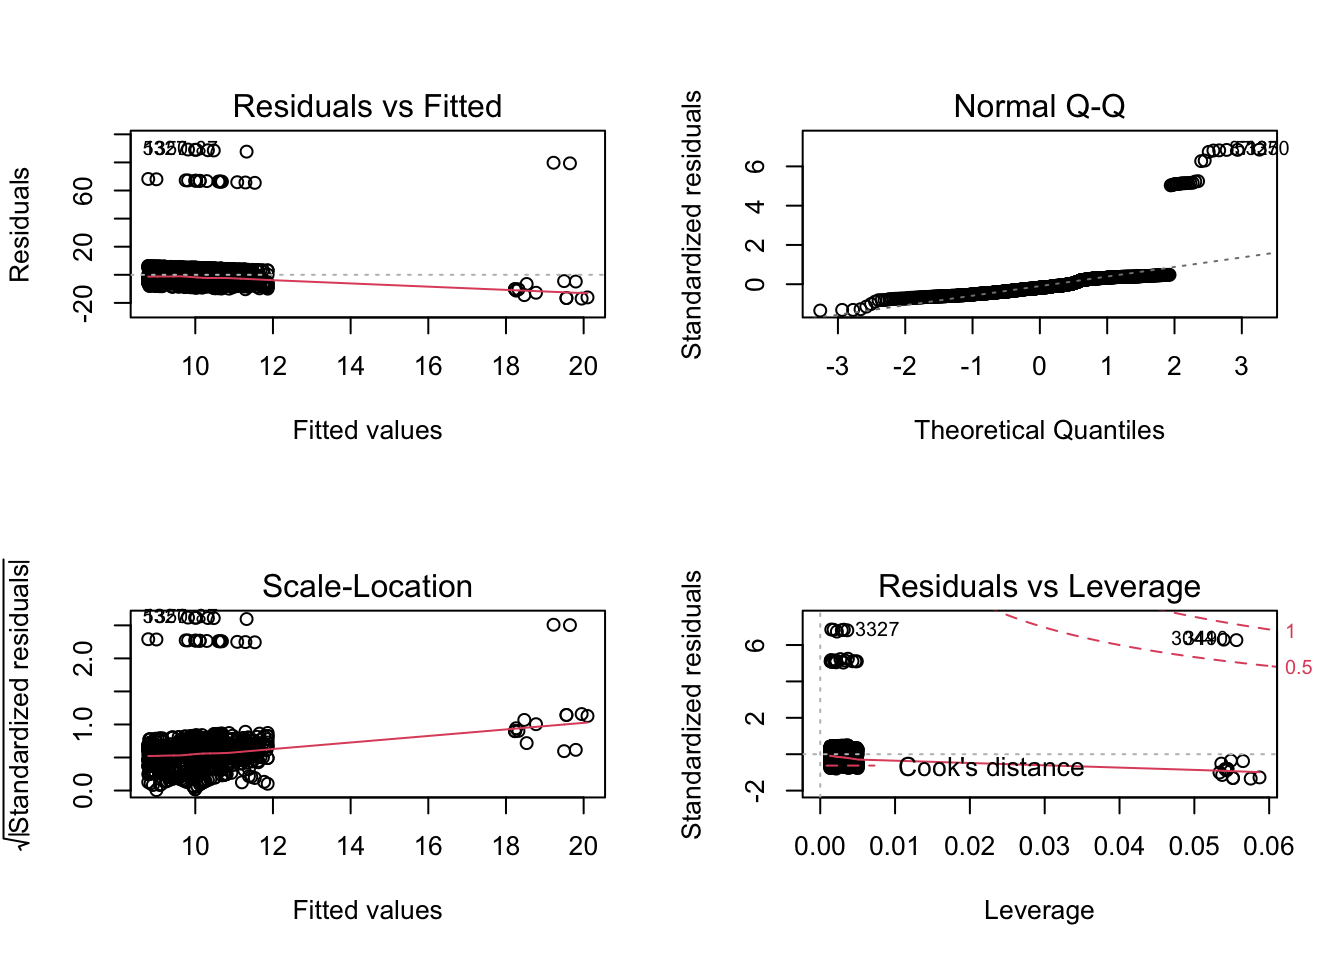 Residuals vs Fitted
Residuals
60
20
-20
10 12 14 16 18 20
Fitted values
Normal Q-Q
Standardized residuals
6
4
2
0
-3 -2 -1 0 1 2 3
Theoretical Quantiles
Scale-Location
√|Standardized residuals|
2.0
1.0
0.0
10 12 14 16 18 20
Fitted values
Residuals vs Leverage
Standardized residuals
6
2
-2
3327
1
0.5
Cook's distance
0.00 0.01 0.02 0.03 0.04 0.05 0.06
Leverage